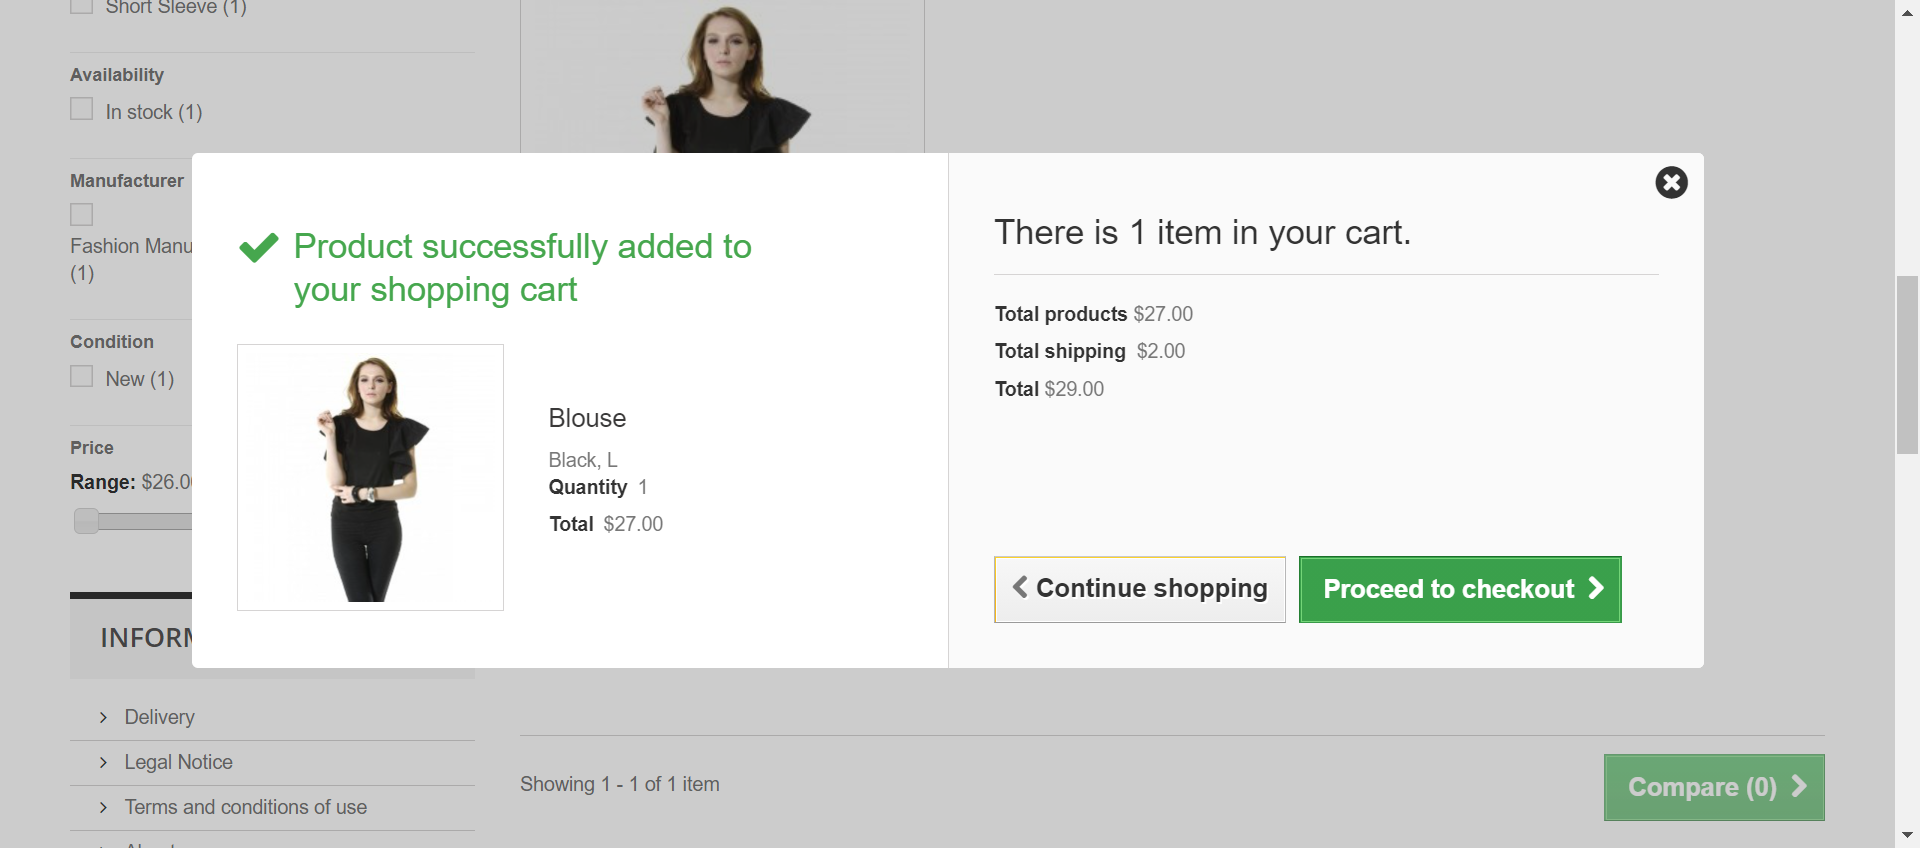 Short Sleeve (1)
Availability
In stock (1)
Manufacturer
Fashion Manu
(1)
Condition
New (1)
Price
Range: $26.0
INFORM
Delivery
Legal Notice
Terms and conditions of use
Product successfully added to
your shopping cart
Blouse
Black, L
Quantity 1
Total $27.00
There is 1 item in your cart.
Total products $27.00
Total shipping $2.00
Total $29.00
Continue shopping
Proceed to checkout
Showing 1 - 1 of 1 item
Compare (0)